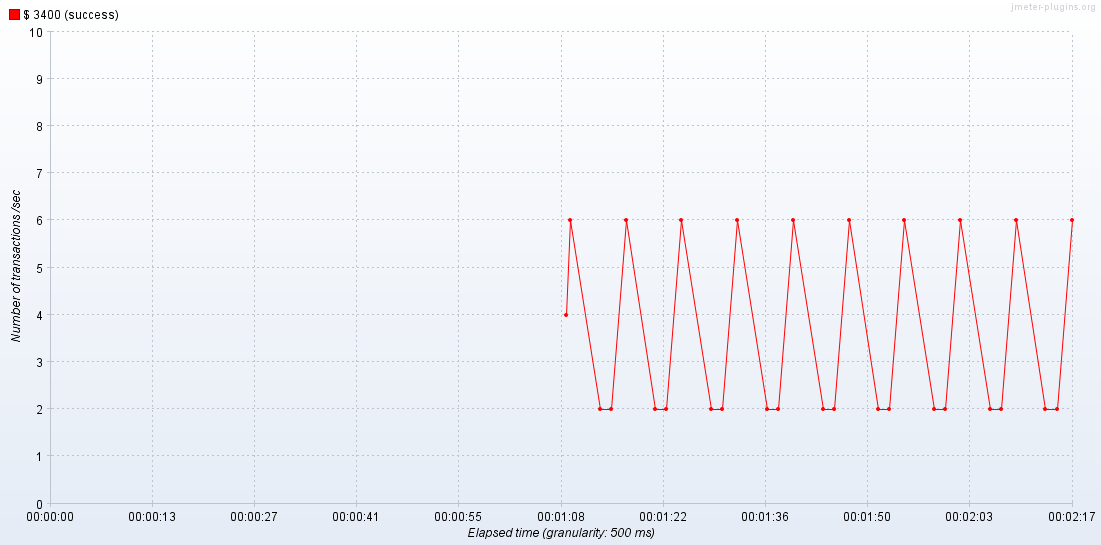 jmeter-plugins.org
$ 3400 (success)
10
9
8
7
6
5
4
3
2
1
0
Number of transactions /sec
00:00:00 00:00:13 00:00:27 00:00:41 00:00:55 00:01:08 00:01:22 00:01:36 00:01:50 00:02:03 00:02:17
Elapsed time (granularity: 500 ms)